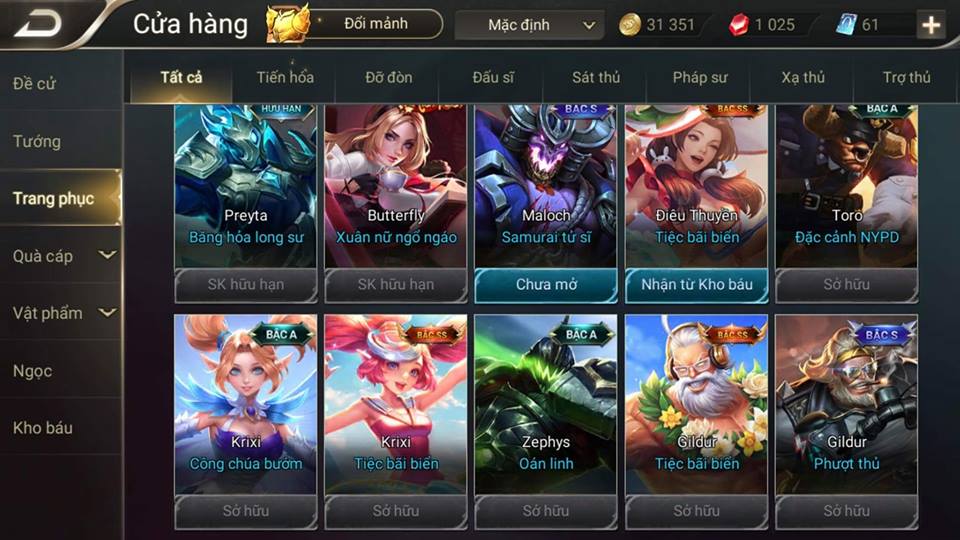 Cửa hàng
Đổi mảnh
Mặc định
31 351
1 025
61
Đề cử
Tướng
Trang phục
Quà cáp
Vật phẩm
Ngọc
Kho báu
Tất cả
Tiến hóa
Đỡ đòn
Đấu sĩ
Sát thủ
Pháp sư
Xạ thủ
Trợ thủ
HỮU HẠN
Preyta
Băng hỏa long sư
SK hữu hạn
Butterfly
Xuân nữ ngổ ngáo
SK hữu hạn
BẬC S
Maloch
Samurai tử sĩ
Chưa mở
BẬC SS
Điêu Thuyền
Tiệc bãi biển
Nhận từ Kho báu
BẬC A
Toro
Đặc cảnh NYPD
Sở hữu
BẬC A
Krixi
Công chúa bướm
Sở hữu
BẬC SS
Krixi
Tiệc bãi biển
Sở hữu
BẬC A
Zephys
Oán linh
Sở hữu
BẬC SS
Gildur
Tiệc bãi biển
Sở hữu
BẬC S
Gildur
Phượt thủ
Sở hữu